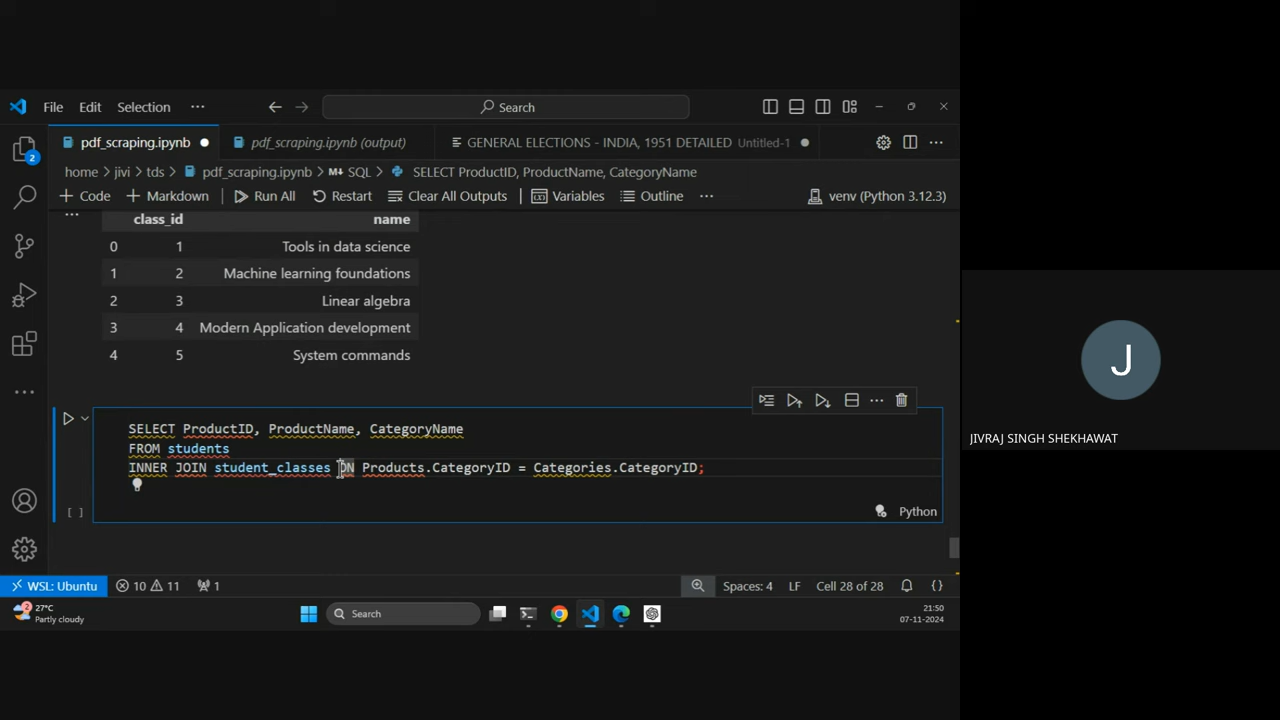 File Edit Selection ··· Search
pdf_scraping.ipynb pdf_scraping.ipynb (output) GENERAL ELECTIONS - INDIA, 1951 DETAILED Untitled-1
2
home > jivi > tds > pdf_scraping.ipynb > M↓ SQL > SELECT ProductID, ProductName, CategoryName
+ Code + Markdown Run All Restart Clear All Outputs Variables Outline ··· venv (Python 3.12.3)
class_id name
0 1 Tools in data science
1 2 Machine learning foundations
2 3 Linear algebra
3 4 Modern Application development
4 5 System commands
J
JIVRAJ SINGH SHEKHAWAT
SELECT ProductID, ProductName, CategoryName
FROM students
INNER JOIN student_classes ON Products.CategoryID = Categories.CategoryID;
[ ] Python
WSL: Ubuntu 10 11 1 Spaces: 4 LF Cell 28 of 28 {}
2 27°C
Partly cloudy
Search
21:50
07-11-2024